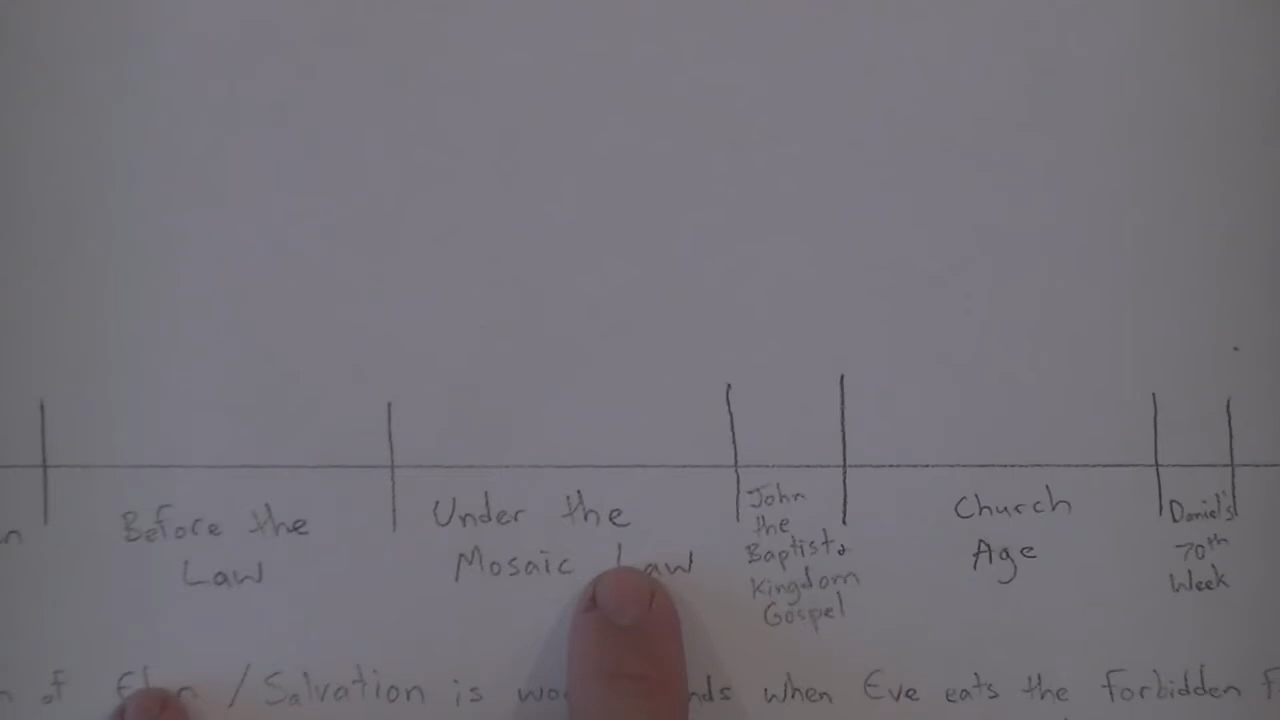 n
Before the
Law
Under the
Mosaic Law
John
the
Baptist &
Kingdom
Gospel
Church
Age
Daniel's
70th
Week
of / Salvation is when Eve eats the Forbidden